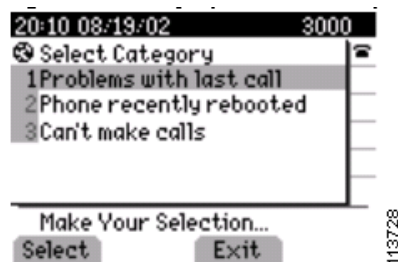 20:10 08/19/02 3000
Select Category
1 Problems with last call
2 Phone recently rebooted
3 Can't make calls
Make Your Selection...
Select Exit
113728